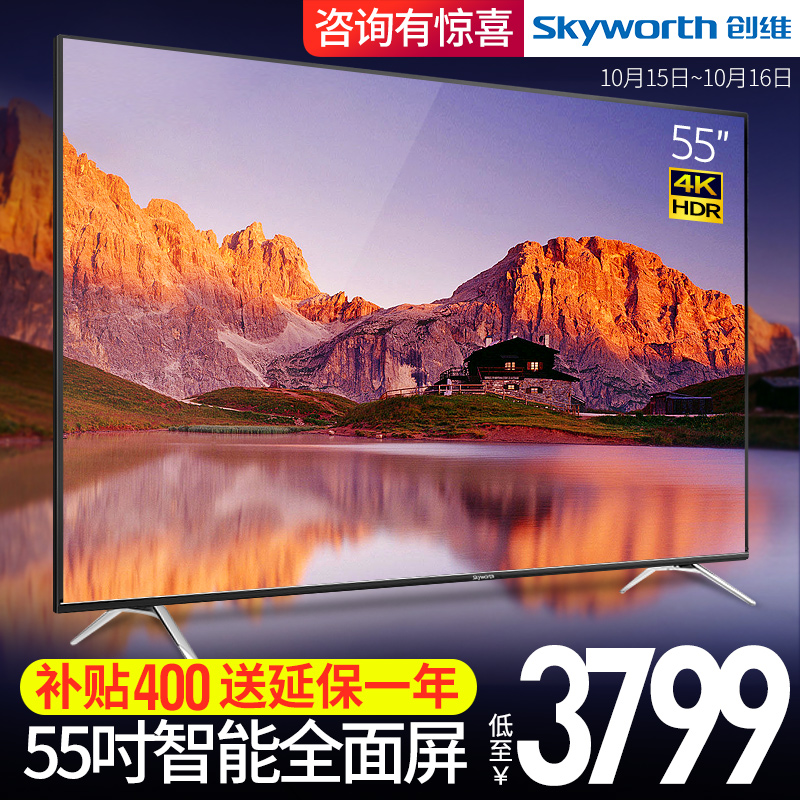 咨询有惊喜
Skyworth 创维
10月15日~10月16日
55"
4K
HDR
Skyworth
补贴400 送延保一年
55吋智能全面屏
低至¥3799